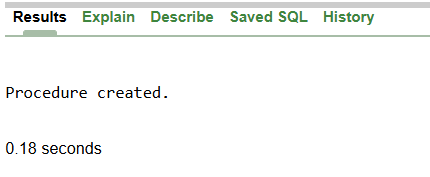 Results Explain Describe Saved SQL History
Procedure created.
0.18 seconds